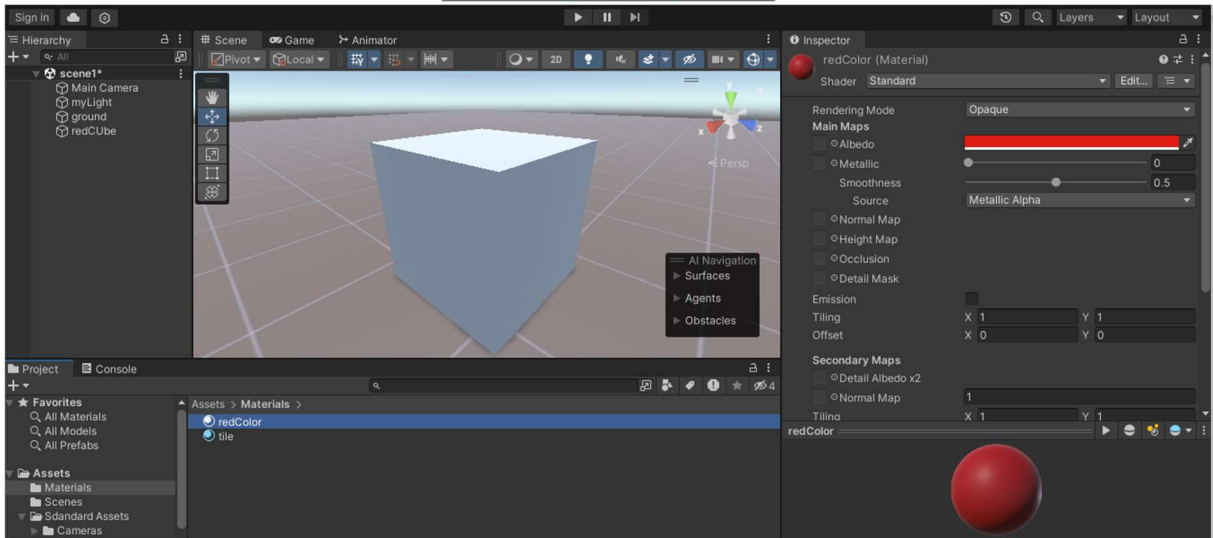 Sign in
Layers
Layout
Hierarchy
Scene
Game
Animator
Inspector
All
Pivot
Local
2D
redColor (Material)
Shader
Standard
Edit...
scene1*
Main Camera
myLight
ground
redCUbe
y
x
z
Persp
AI Navigation
Surfaces
Agents
Obstacles
Rendering Mode
Opaque
Main Maps
Albedo
Metallic
0
Smoothness
0.5
Source
Metallic Alpha
Normal Map
Height Map
Occlusion
Detail Mask
Emission
Tiling
X 1 Y 1
Offset
X 0 Y 0
Secondary Maps
Detail Albedo x2
Normal Map
1
Tiling
X 1 Y 1
redColor
Project
Console
4
Favorites
All Materials
All Models
All Prefabs
Assets
Materials
Scenes
Sdandard Assets
Cameras
Assets > Materials >
redColor
tile